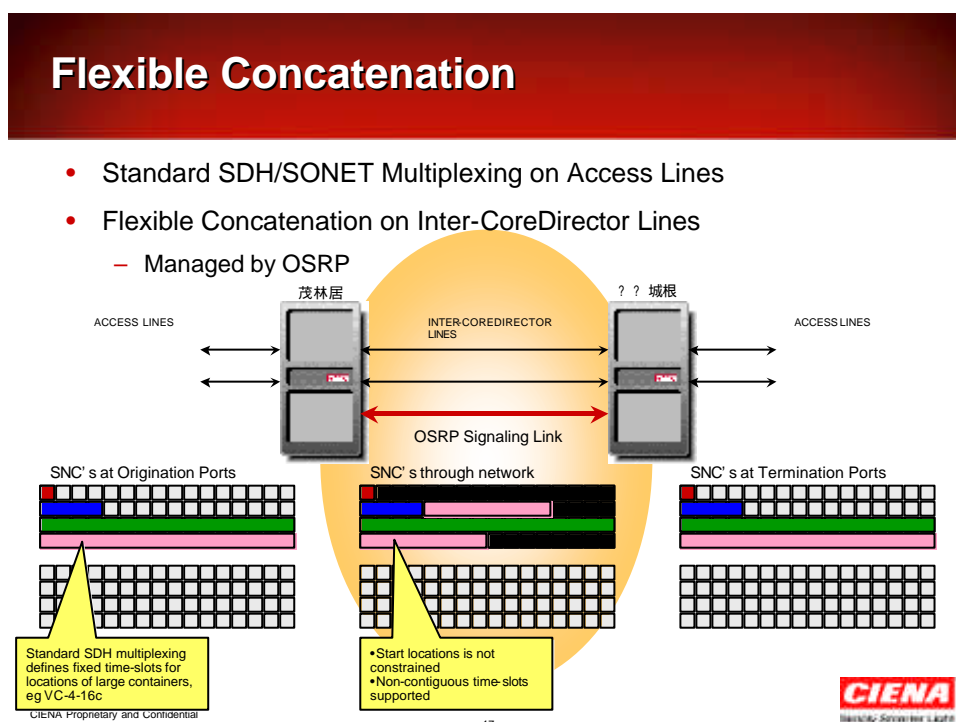 Flexible Concatenation
• Standard SDH/SONET Multiplexing on Access Lines
• Flexible Concatenation on Inter-CoreDirector Lines
– Managed by OSRP
茂林居
? ? 城根
ACCESS LINES
INTER-COREDIRECTOR
LINES
ACCESS LINES
OSRP Signaling Link
SNC's at Origination Ports
SNC's through network
SNC's at Termination Ports
Standard SDH multiplexing
defines fixed time-slots for
locations of large containers,
eg VC-4-16c
•Start locations is not
constrained
•Non-contiguous time-slots
supported
CIENA Proprietary and Confidential
CIENA